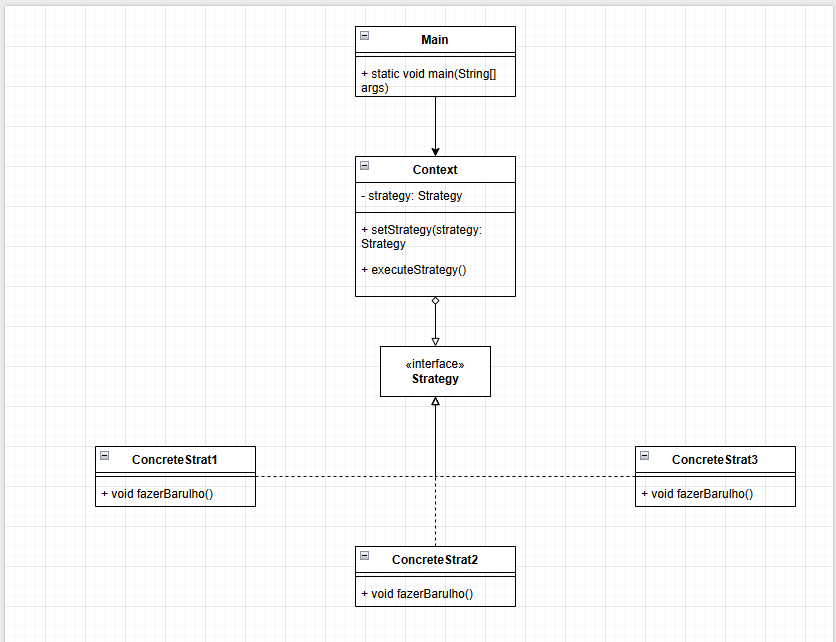 Main
+ static void main(String[]
args)
Context
- strategy: Strategy
+ setStrategy(strategy:
Strategy
+ executeStrategy()
«interface»
Strategy
ConcreteStrat1
+ void fazerBarulho()
ConcreteStrat3
+ void fazerBarulho()
ConcreteStrat2
+ void fazerBarulho()